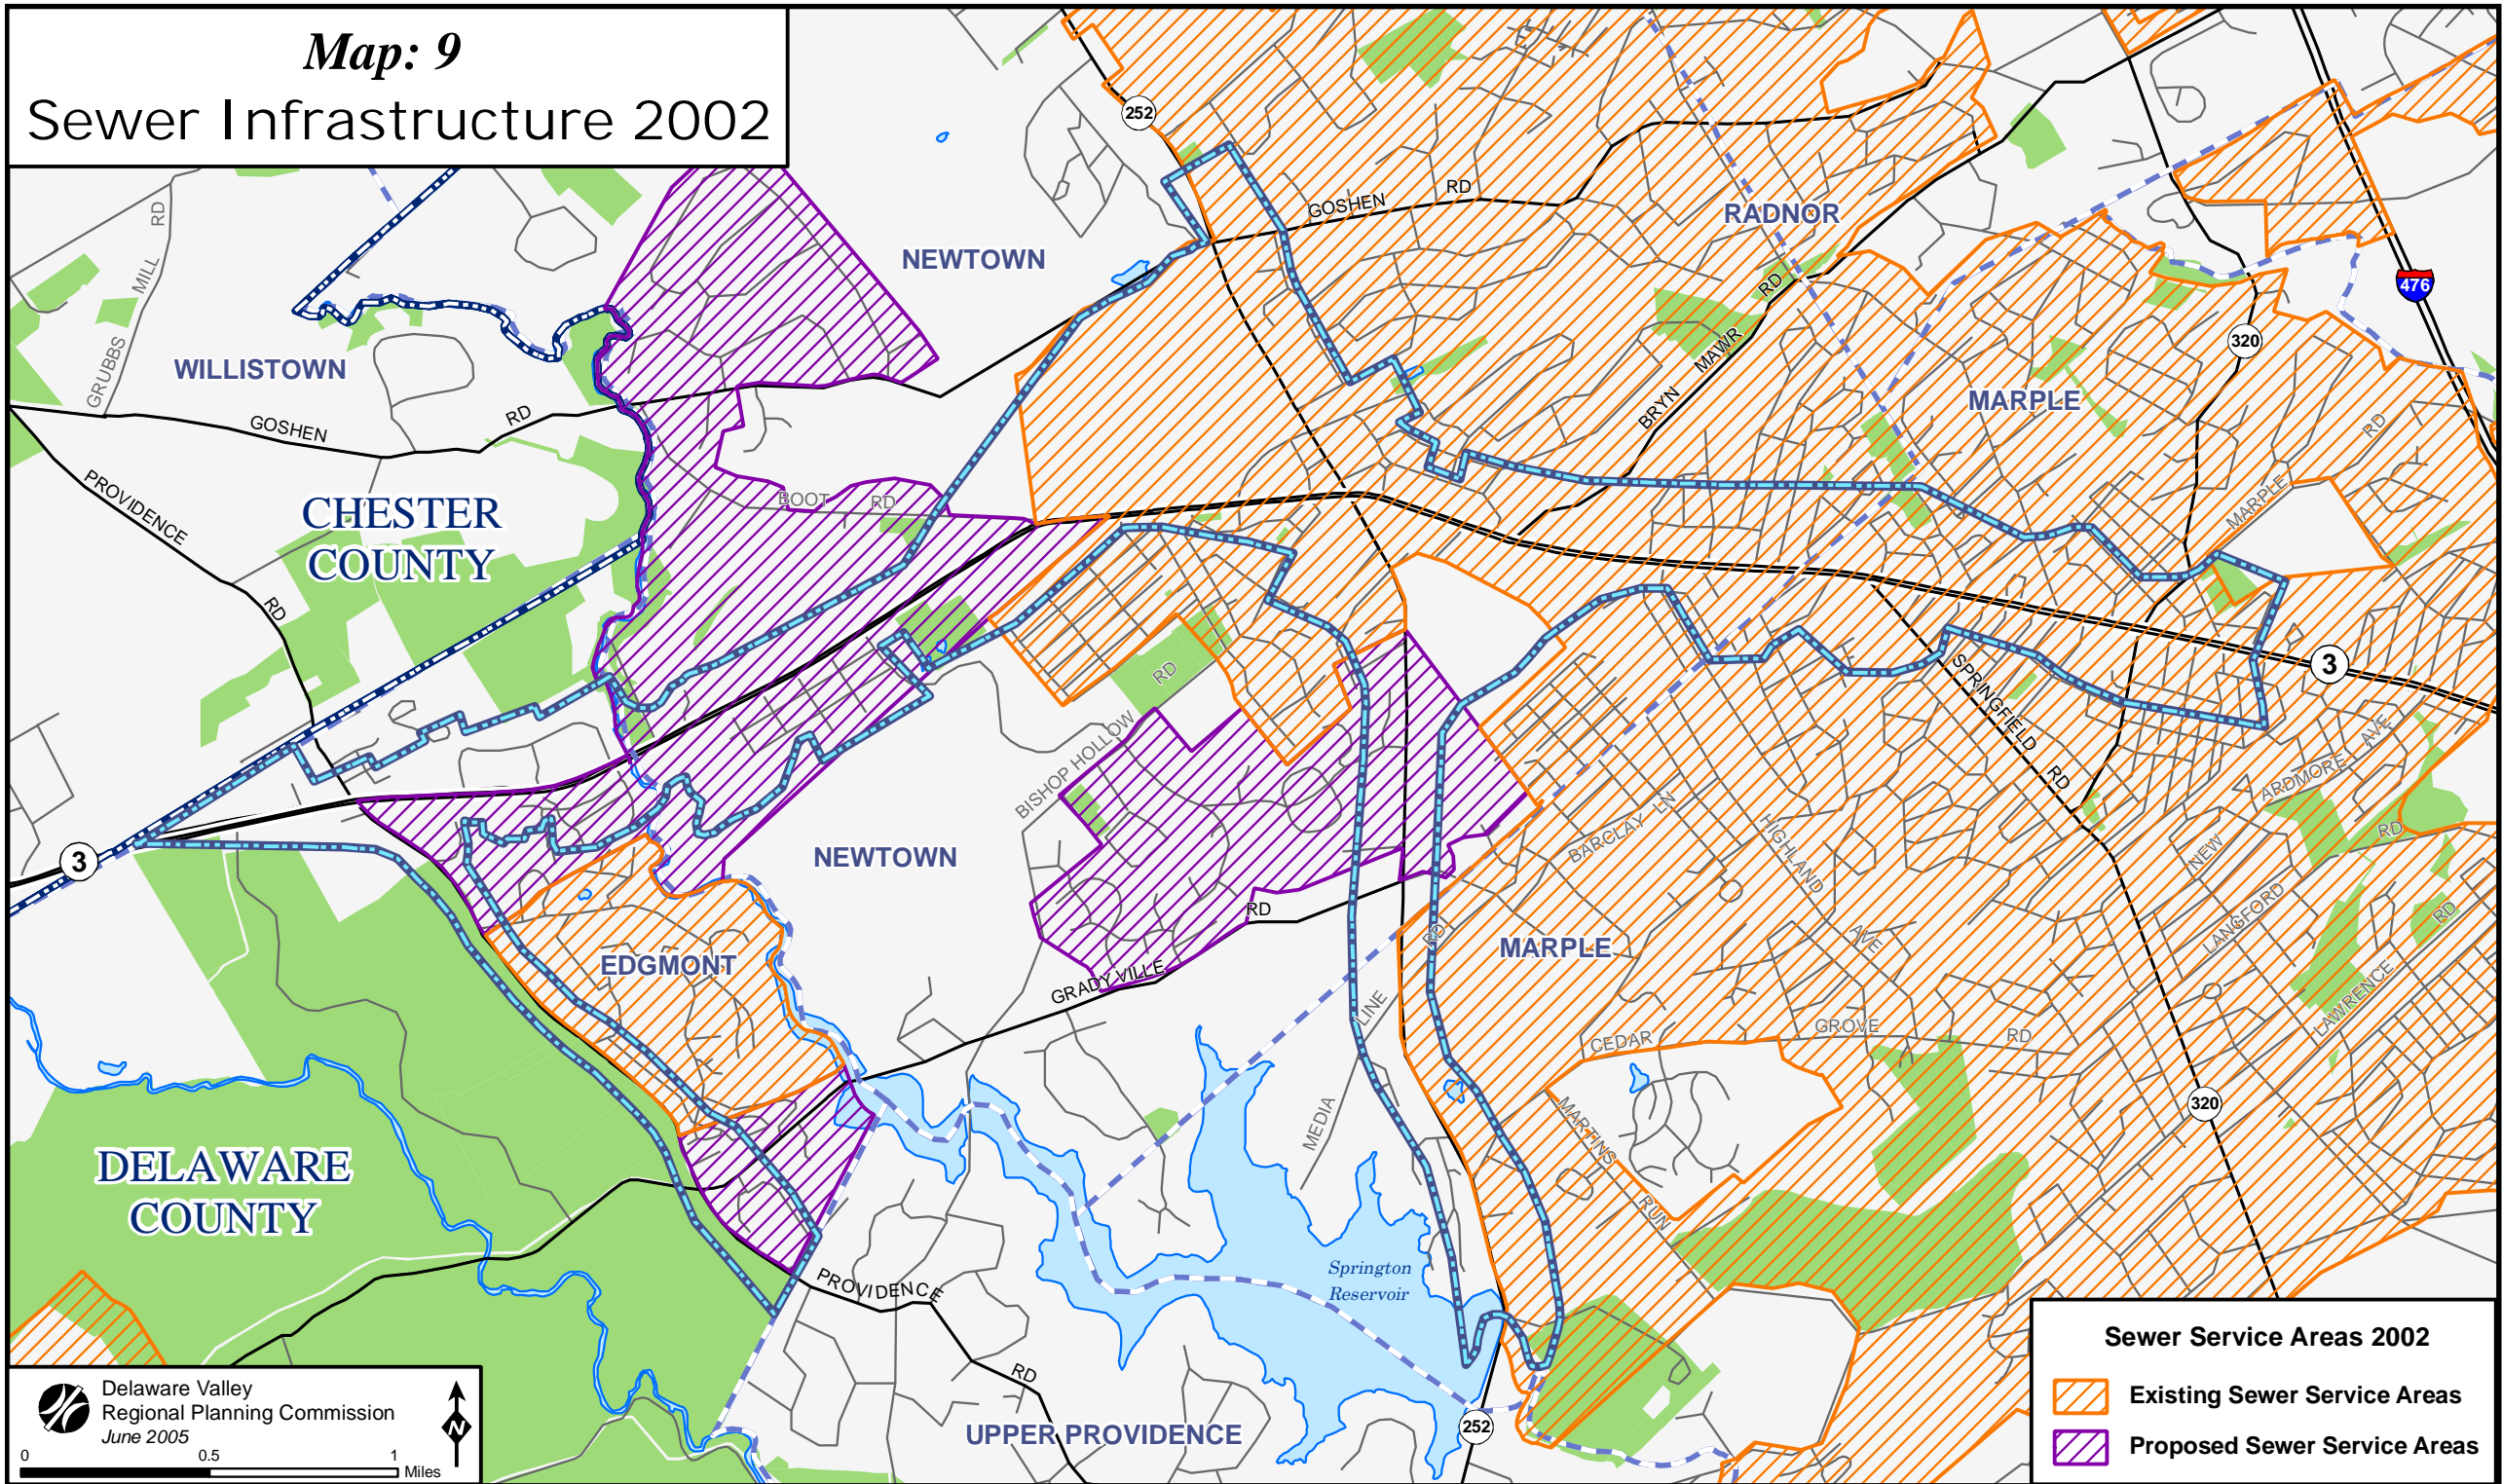 Map: 9
Sewer Infrastructure 2002
252
GOSHEN
RD
RADNOR
NEWTOWN
MILL
RD
GRUBBS
WILLISTOWN
476
320
BRYN
MAWR
RD
MARPLE
GOSHEN
RD
PROVIDENCE
RD
CHESTER
COUNTY
BOOT
RD
MARPLE
RD
3
SPRINGFIELD
RD
RD
BISHOP HOLLOW
ARDMORE
AVE
BARCLAY
LN
HIGHLAND
AVE
NEW
RD
LANGFORD
RD
LAWRENCE
3
NEWTOWN
RD
EDGMONT
GRADYVILLE
MARPLE
RD
LINE
MEDIA
CEDAR
GROVE
RD
MARTINS
RUN
320
DELAWARE
COUNTY
PROVIDENCE
RD
Springton
Reservoir
UPPER PROVIDENCE
252
Delaware Valley
Regional Planning Commission
June 2005
N
0 0.5 1
Miles
Sewer Service Areas 2002
Existing Sewer Service Areas
Proposed Sewer Service Areas